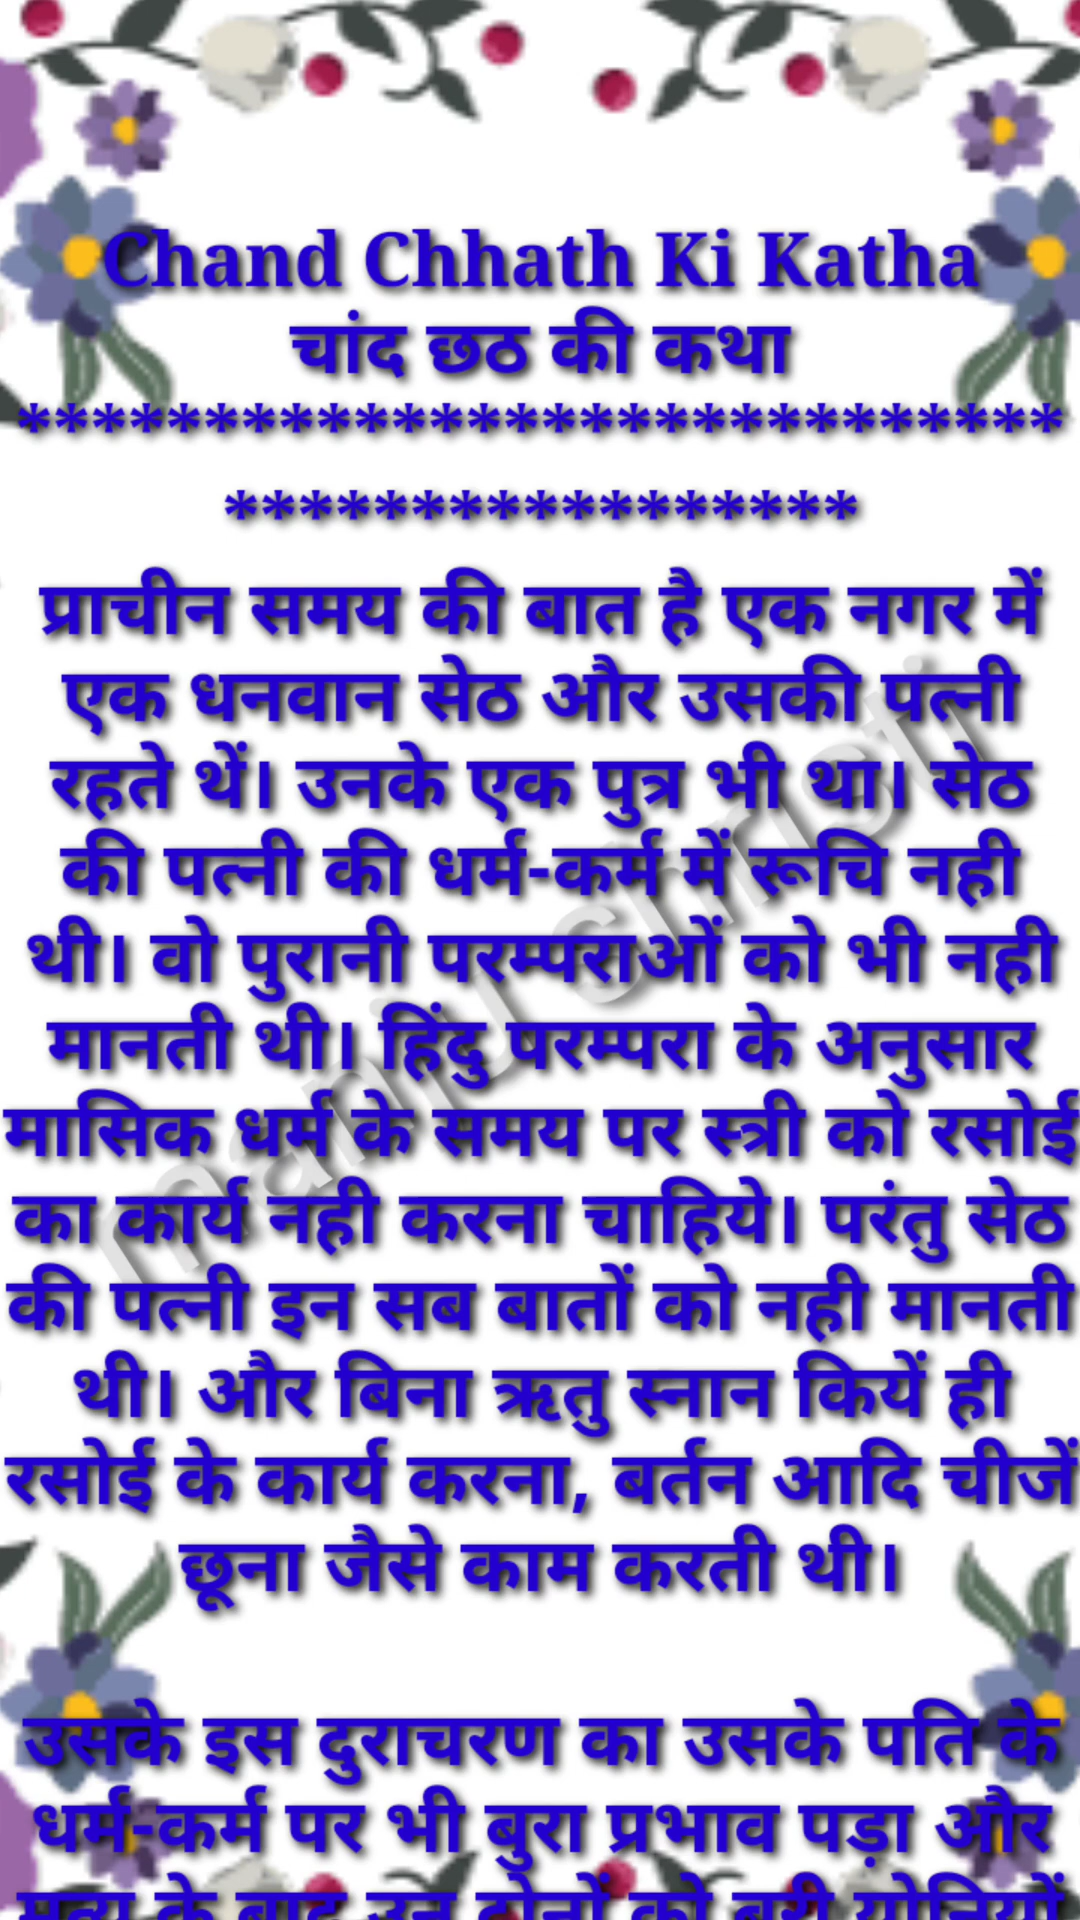 Chand Chhath Ki Katha
चांद छठ की कथा
****************************
*****************
प्राचीन समय की बात है एक नगर में
एक धनवान सेठ और उसकी पत्नी
रहते थें। उनके एक पुत्र भी था। सेठ
की पत्नी की धर्म-कर्म में रूचि नही
थी। वो पुरानी परम्पराओं को भी नही
मानती थी। हिंदु परम्परा के अनुसार
मासिक धर्म के समय पर स्त्री को रसोई
का कार्य नही करना चाहिये। परंतु सेठ
की पत्नी इन सब बातों को नही मानती
थी। और बिना ऋतु स्नान कियें ही
रसोई के कार्य करना, बर्तन आदि चीजें
छूना जैसे काम करती थी।
उसके इस दुराचरण का उसके पति के
धर्म-कर्म पर भी बुरा प्रभाव पड़ा और
मृत्यु के बाद उन दोनों को बुरी योनियों
manju shristi